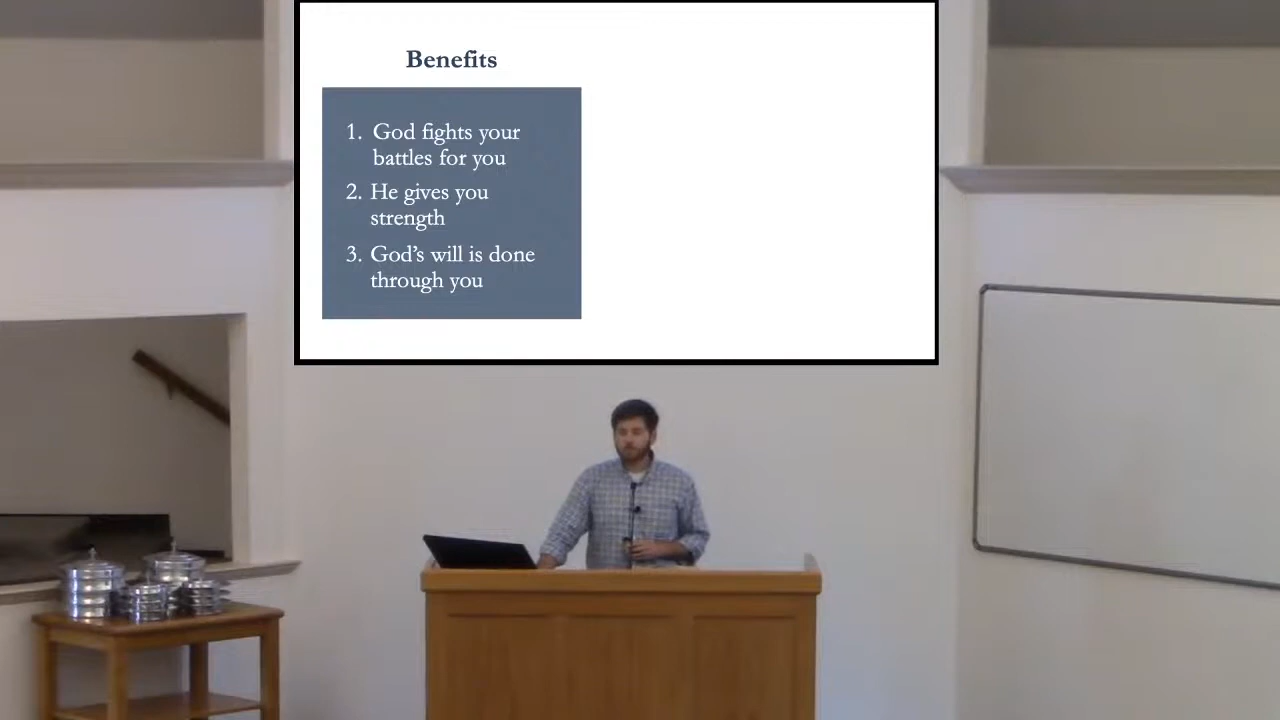 Benefits
1. God fights your
battles for you
2. He gives you
strength
3. God’s will is done
through you